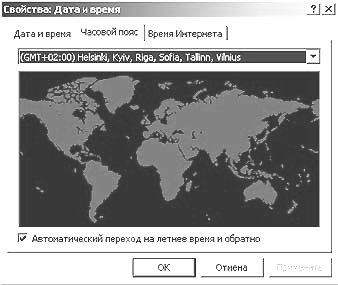 Свойства: Дата и время
Дата и время Часовой пояс Время Интернета
(GMT+02:00) Helsinki, Kyiv, Riga, Sofia, Tallinn, Vilnius
Автоматический переход на летнее время и обратно
OK Отмена Применить